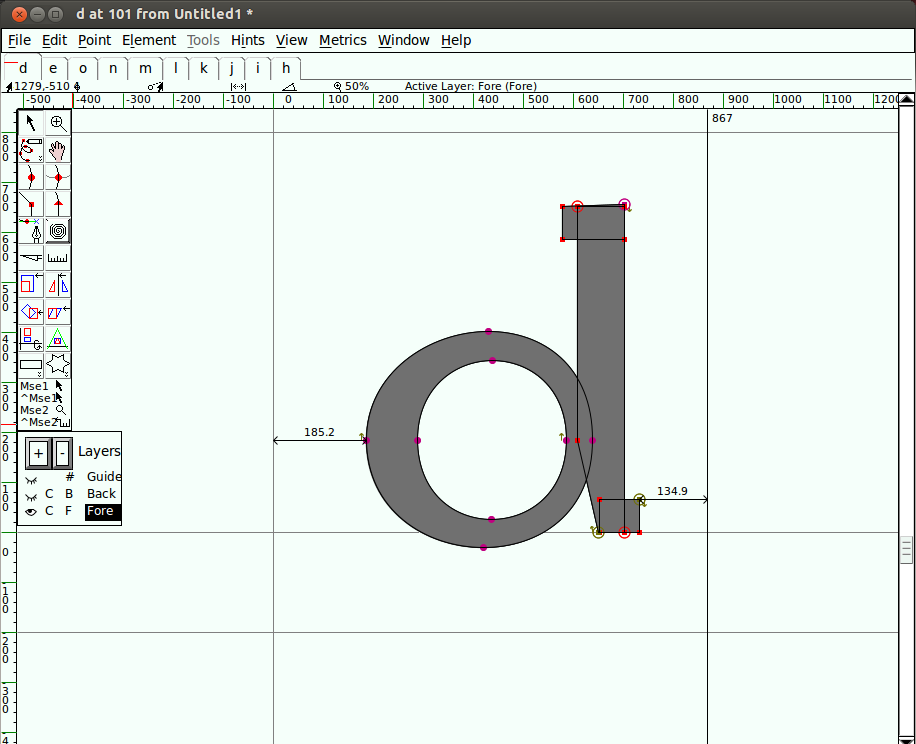 d at 101 from Untitled1 *
File Edit Point Element Tools Hints View Metrics Window Help
d e o n m l k j i h
1279,-510 50% Active Layer: Fore (Fore)
-500 -400 -300 -200 -100 0 100 200 300 400 500 600 700 800 900 1000 1100 1200
867
800
700
600
500
400
300
200
100
0
100
200
300
4
Mse1
^Mse1
Mse2
^Mse2
+ - Layers
# Guide
C B Back
C F Fore
185.2
134.9